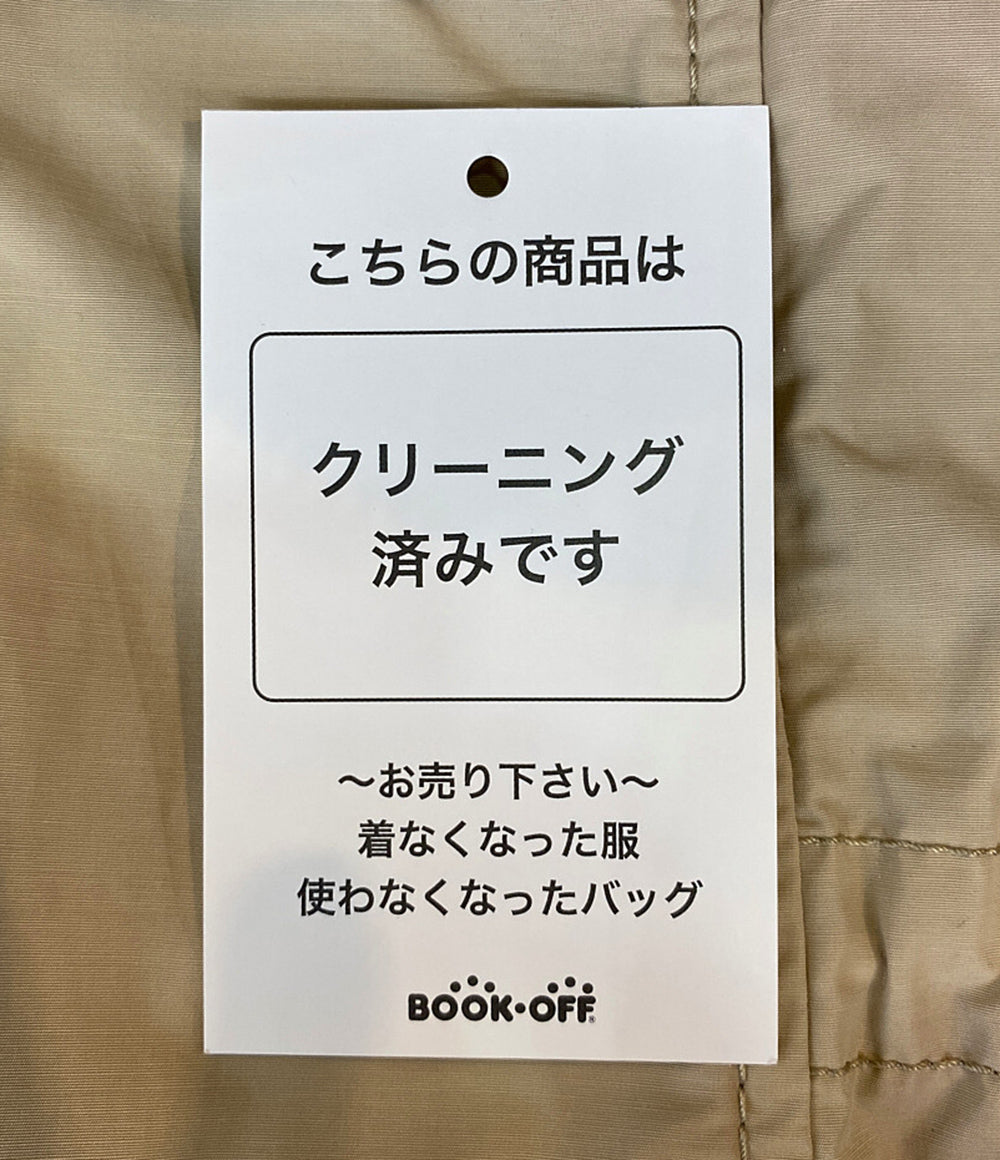 こちらの商品は
クリーニング
済みです
〜お売り下さい〜
着なくなった服
使わなくなったバッグ
BOOK・OFF®